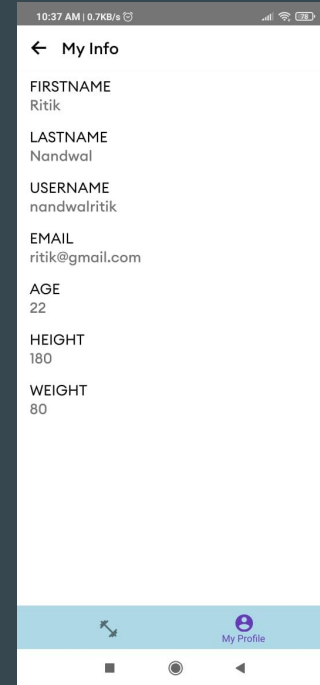 10:37 AM | 0.7KB/s
78
My Info
FIRSTNAME
Ritik
LASTNAME
Nandwal
USERNAME
nandwalritik
EMAIL
ritik@gmail.com
AGE
22
HEIGHT
180
WEIGHT
80
My Profile